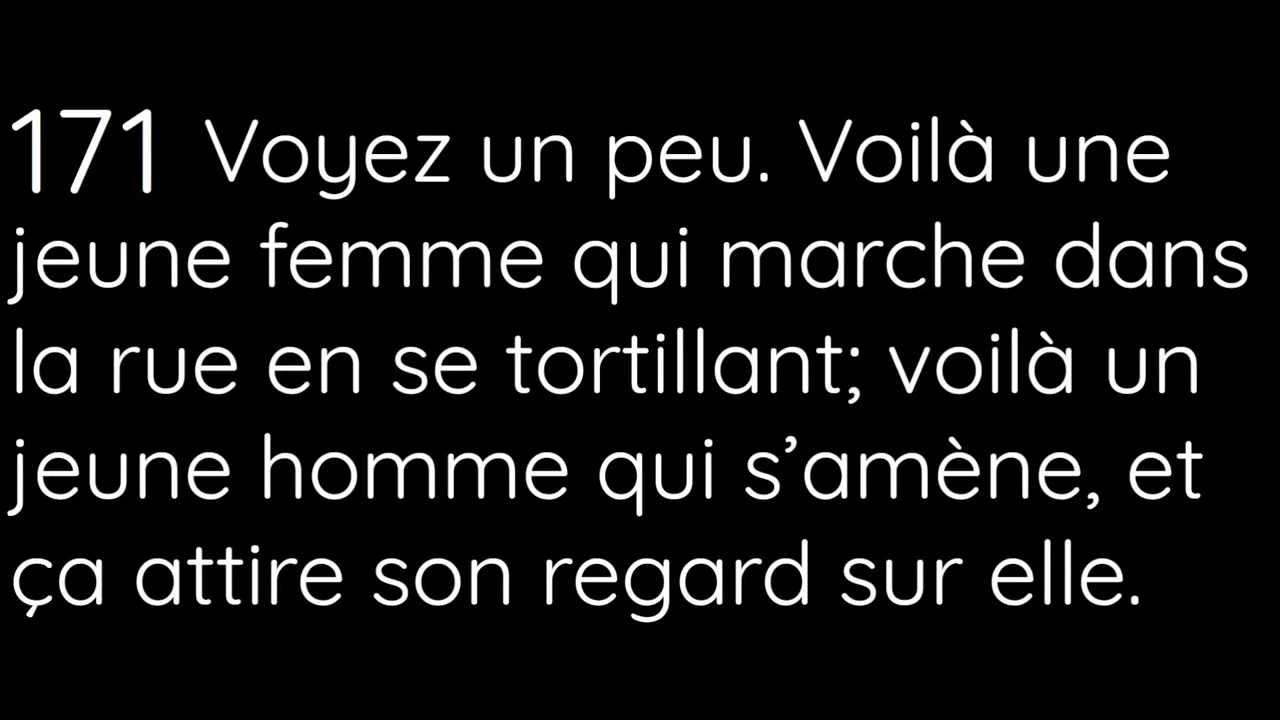 171 Voyez un peu. Voilà une
jeune femme qui marche dans
la rue en se tortillant; voilà un
jeune homme qui s’amène, et
ça attire son regard sur elle.